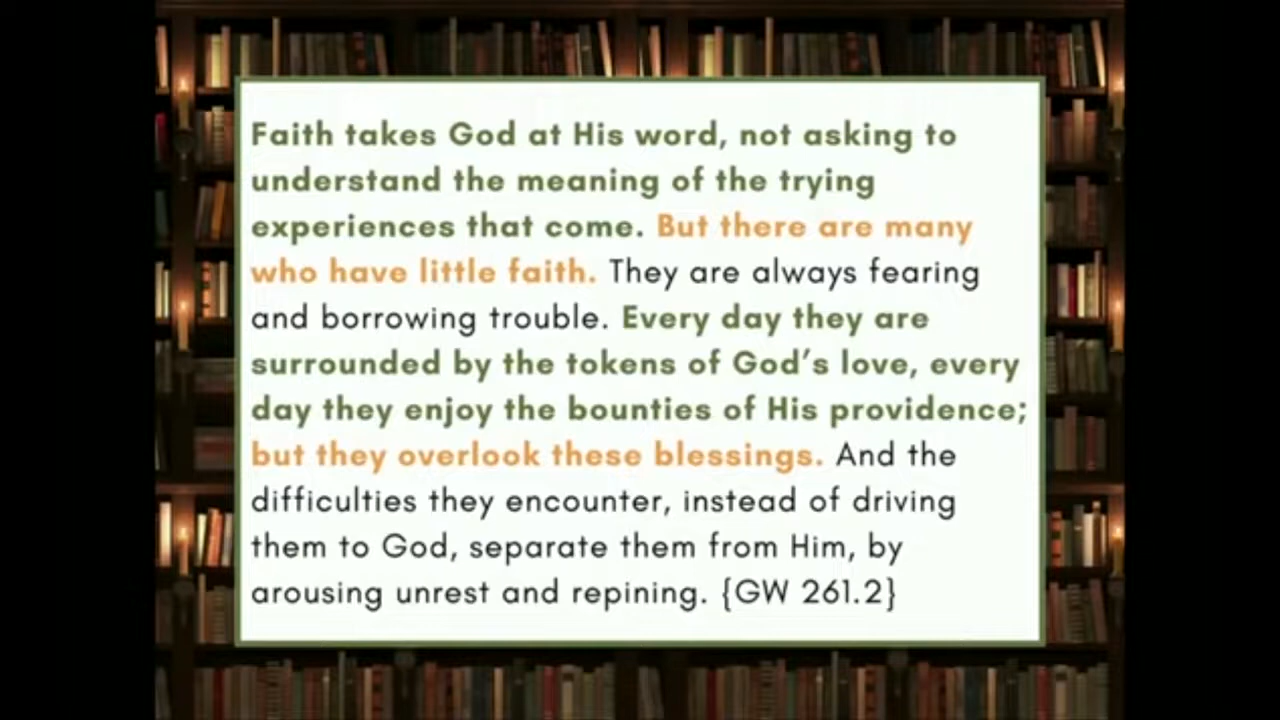 Faith takes God at His word, not asking to
understand the meaning of the trying
experiences that come. But there are many
who have little faith. They are always fearing
and borrowing trouble. Every day they are
surrounded by the tokens of God’s love, every
day they enjoy the bounties of His providence;
but they overlook these blessings. And the
difficulties they encounter, instead of driving
them to God, separate them from Him, by
arousing unrest and repining. {GW 261.2}